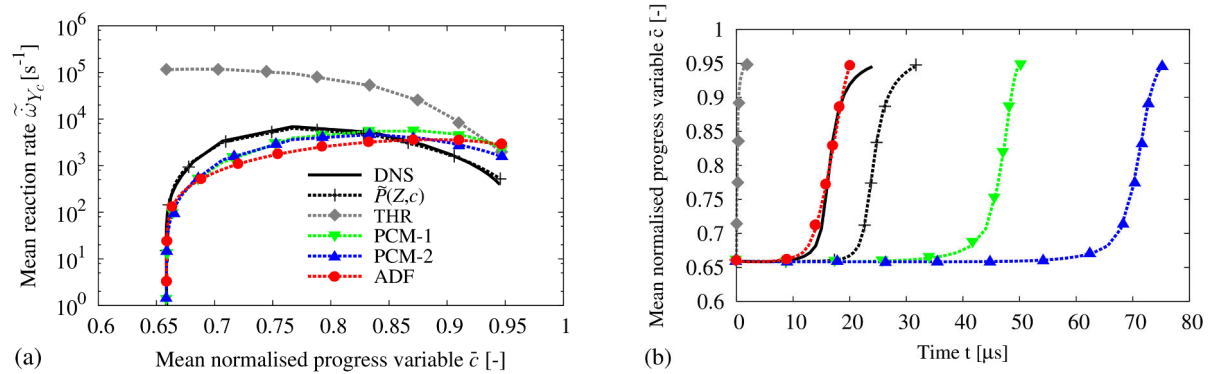 10^6
10^5
10^4
10^3
10^2
10^1
10^0
Mean reaction rate \tilde{\dot{ω}}_{Y_c} [s^{-1}]
DNS
\tilde{P}(Z,c)
THR
PCM-1
PCM-2
ADF
0.6 0.65 0.7 0.75 0.8 0.85 0.9 0.95 1
(a) Mean normalised progress variable c̄ [-]
1
0.95
0.9
0.85
0.8
0.75
0.7
0.65
0.6
Mean normalised progress variable c̄ [-]
0 10 20 30 40 50 60 70 80
(b) Time t [μs]